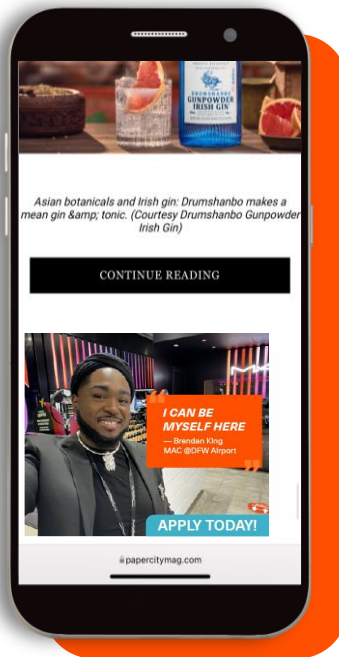 DRUMSHANBO
GUNPOWDER
IRISH GIN
Asian botanicals and Irish gin: Drumshanbo makes a
mean gin &amp; tonic. (Courtesy Drumshanbo Gunpowder
Irish Gin)
CONTINUE READING
MAC
"
I CAN BE
MYSELF HERE
— Brendan King
MAC @DFW Airport
"
APPLY TODAY!
papercitymag.com